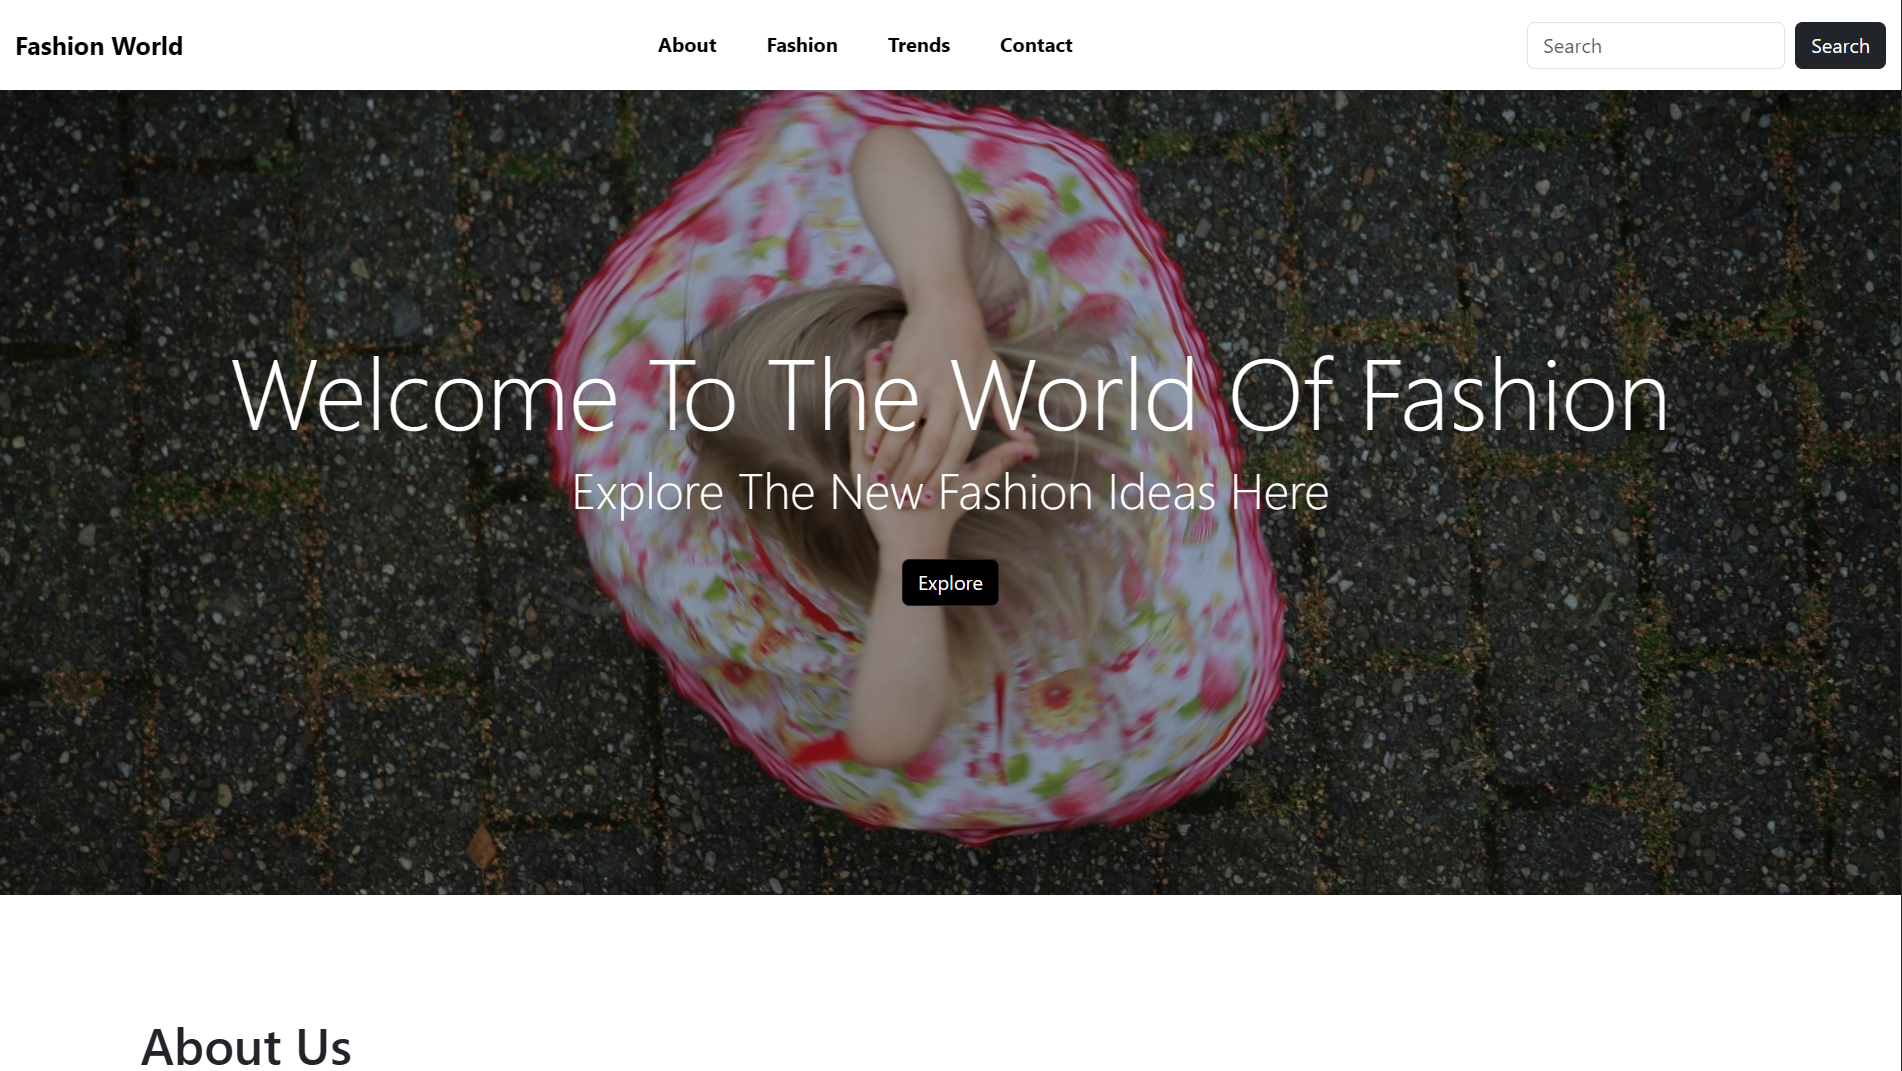 Fashion World
About Fashion Trends Contact
Search Search
Welcome To The World Of Fashion
Explore The New Fashion Ideas Here
Explore
About Us